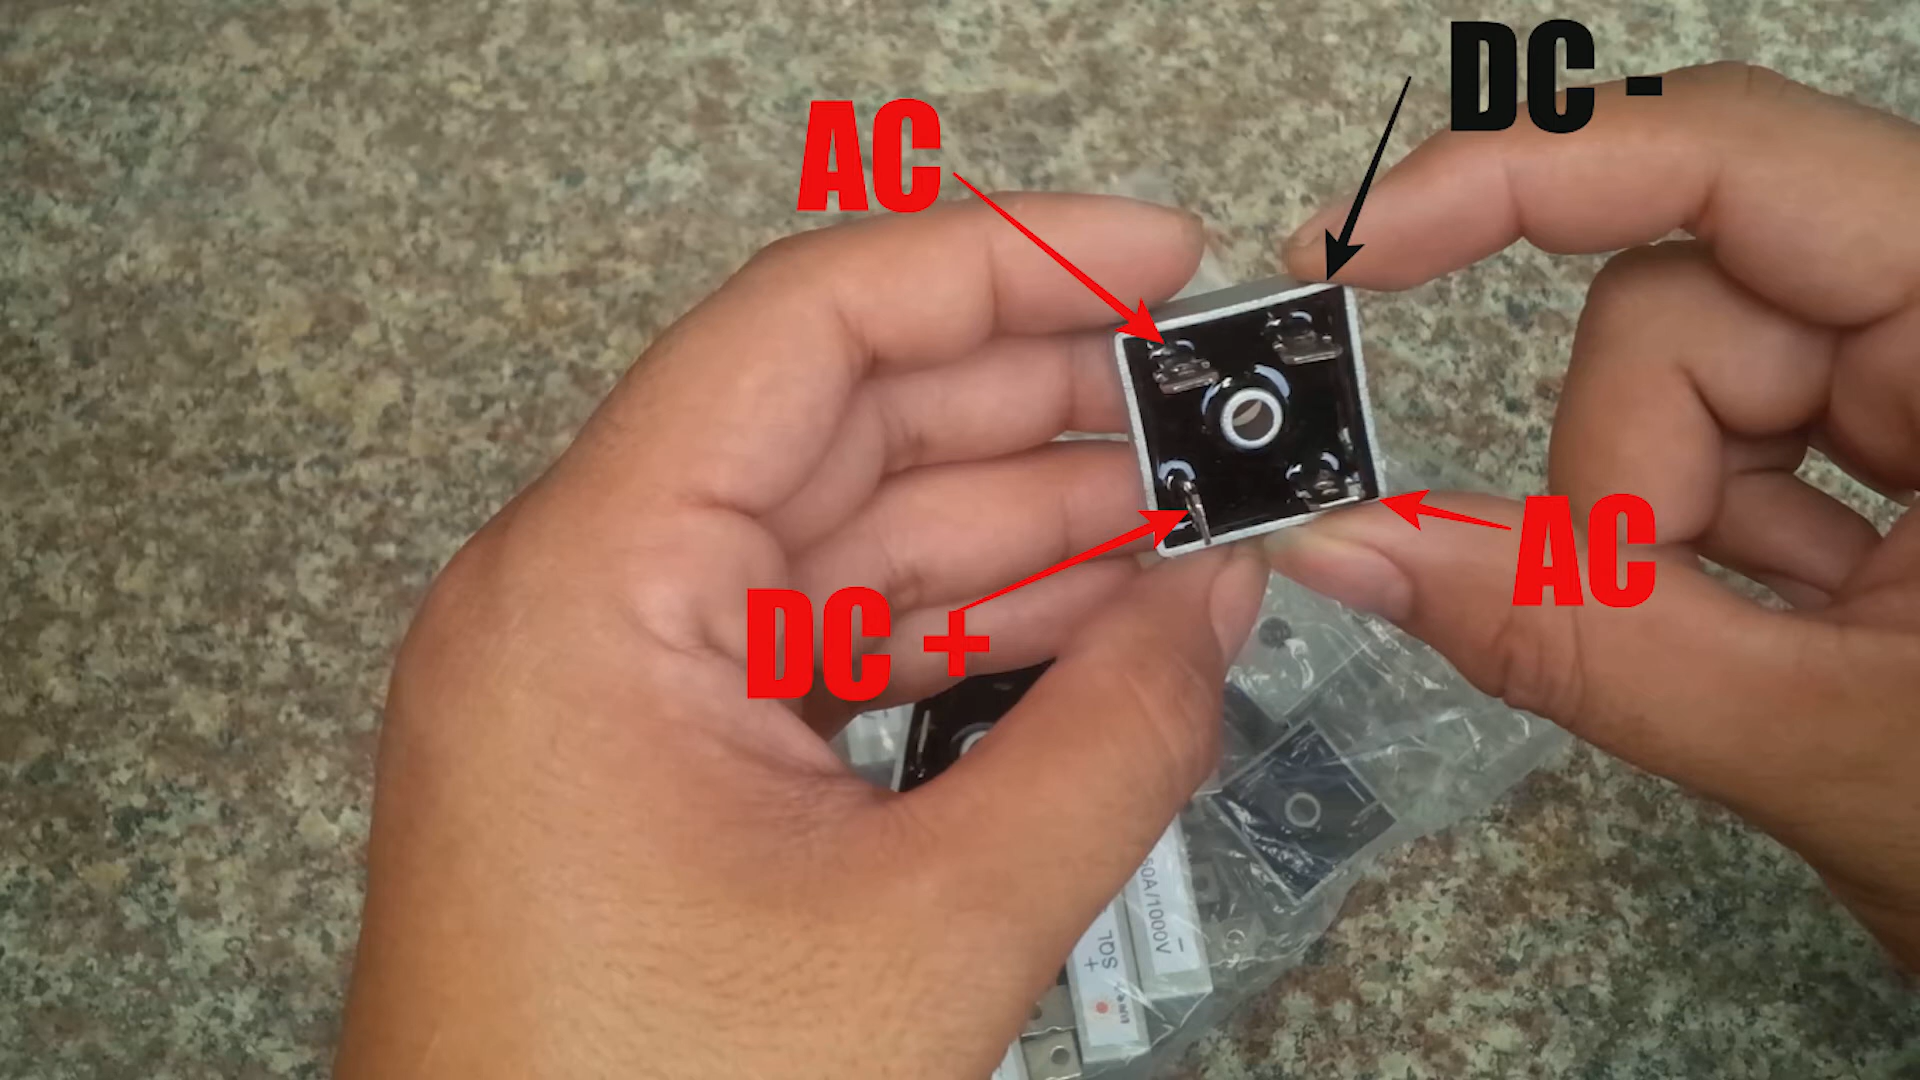 DC -
AC
AC
DC +
50A/1000V
-
+
SQL